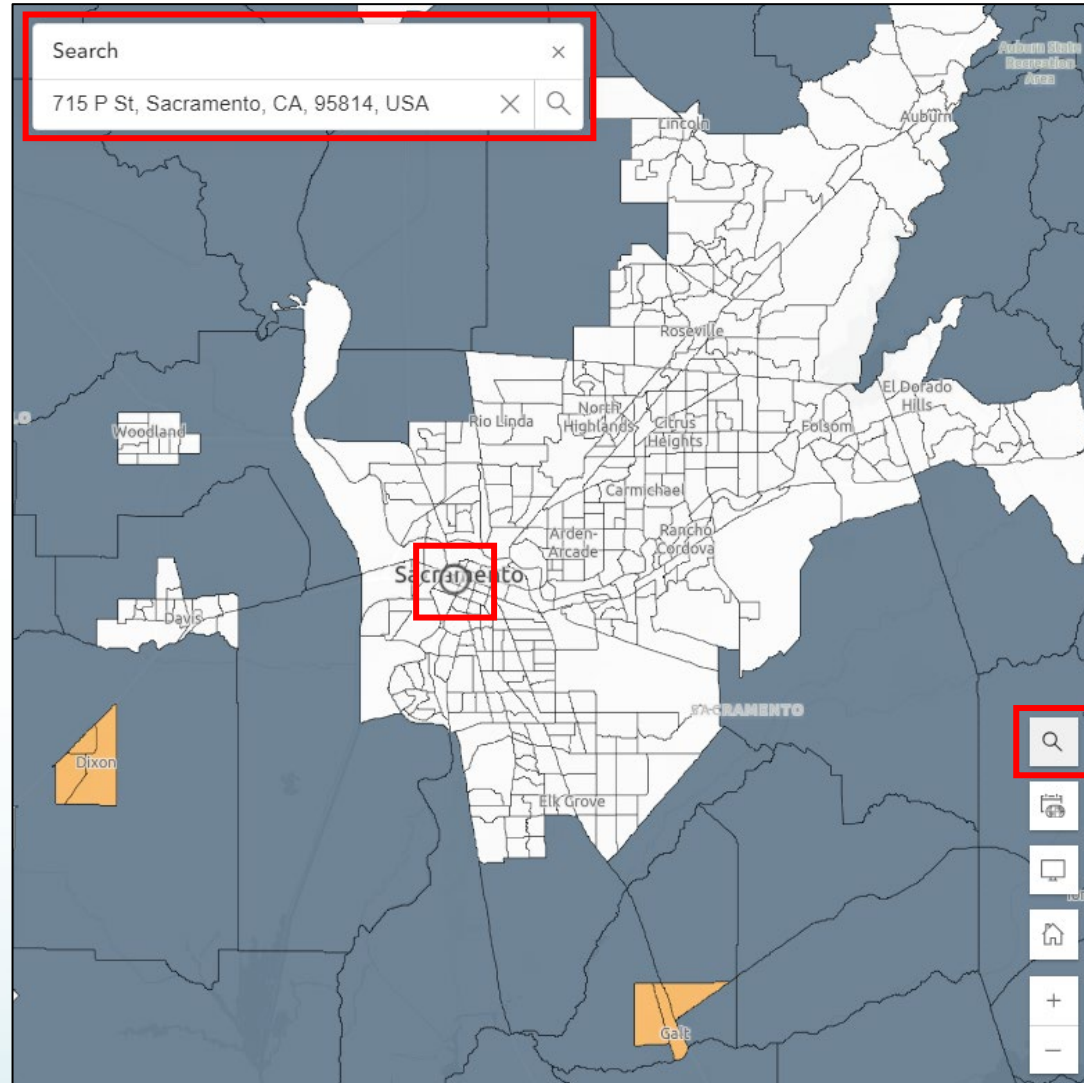 Search
715 P St, Sacramento, CA, 95814, USA
Auburn State
Recreation
Area
Lincoln
Auburn
Roseville
El Dorado
Hills
Rio Linda
North
Highlands
Citrus
Heights
Folsom
Woodland
Carmichael
Arden-
Arcade
Rancho
Cordova
Sacramento
Davis
SACRAMENTO
Dixon
Elk Grove
Galt